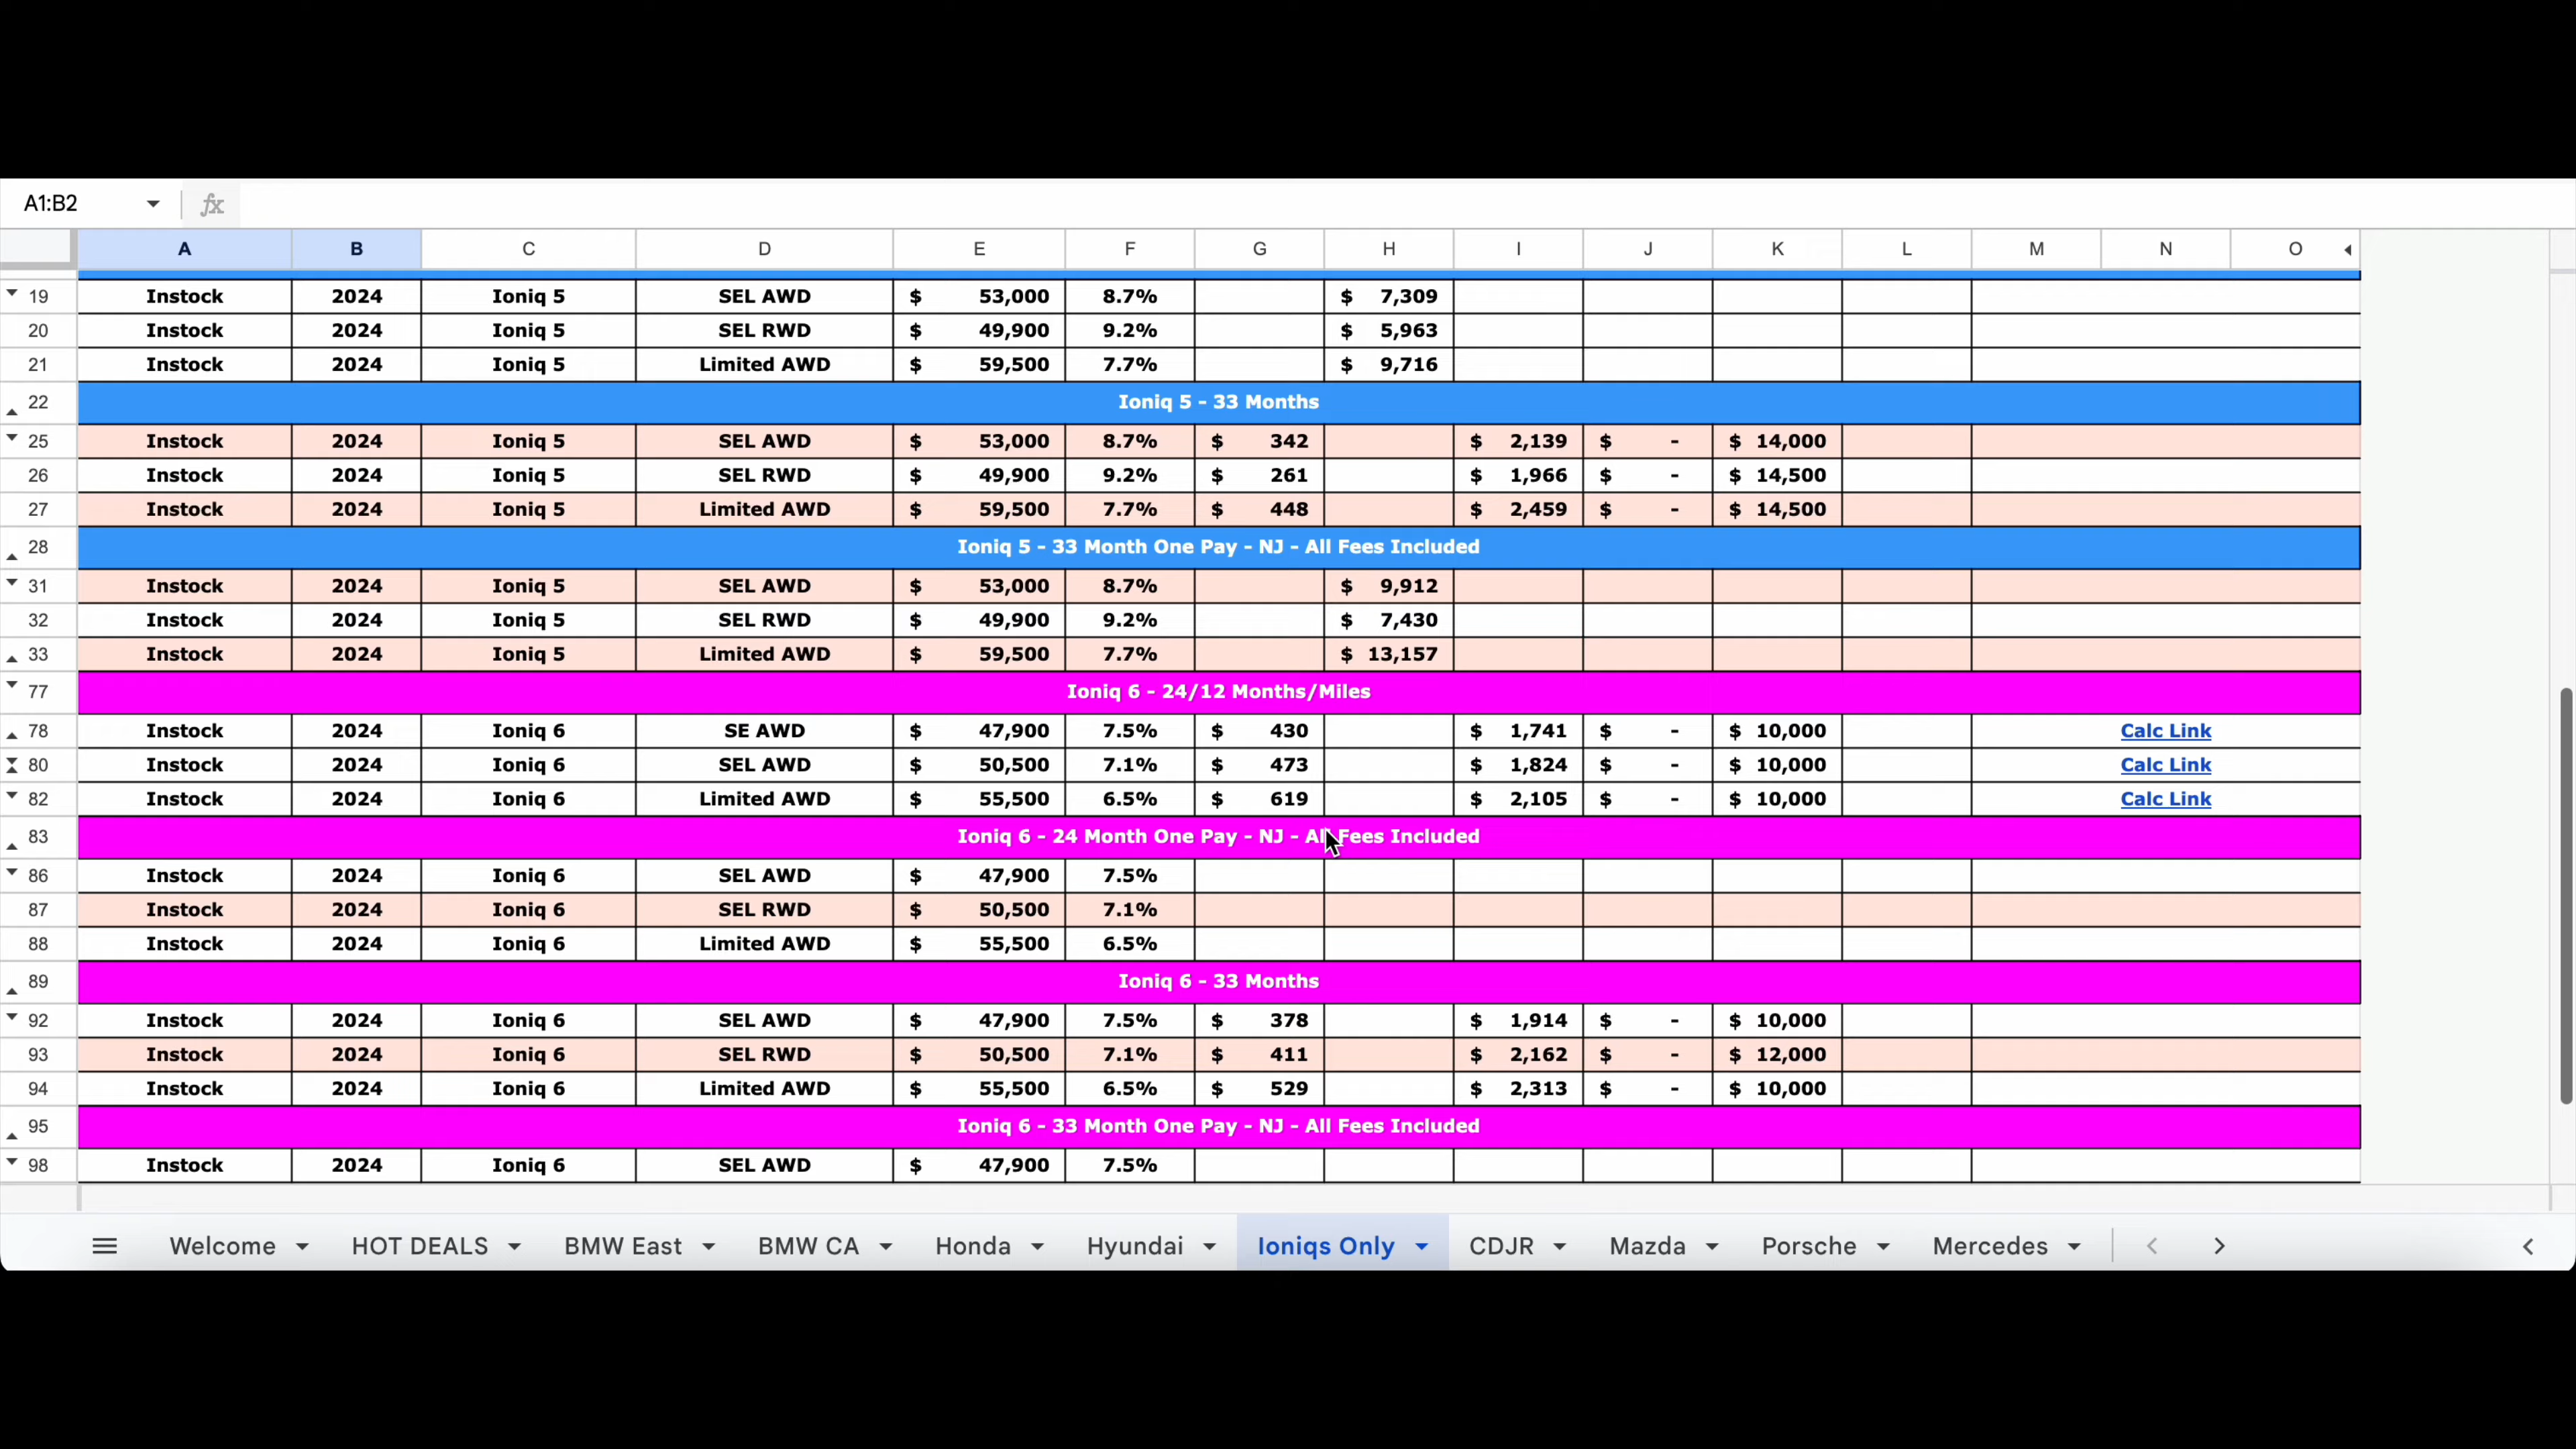 A1:B2 fx
A B C D E F G H I J K L M N O
19 Instock 2024 Ioniq 5 SEL AWD $ 53,000 8.7% $ 7,309
20 Instock 2024 Ioniq 5 SEL RWD $ 49,900 9.2% $ 5,963
21 Instock 2024 Ioniq 5 Limited AWD $ 59,500 7.7% $ 9,716
22 Ioniq 5 - 33 Months
25 Instock 2024 Ioniq 5 SEL AWD $ 53,000 8.7% $ 342 $ 2,139 $ - $ 14,000
26 Instock 2024 Ioniq 5 SEL RWD $ 49,900 9.2% $ 261 $ 1,966 $ - $ 14,500
27 Instock 2024 Ioniq 5 Limited AWD $ 59,500 7.7% $ 448 $ 2,459 $ - $ 14,500
28 Ioniq 5 - 33 Month One Pay - NJ - All Fees Included
31 Instock 2024 Ioniq 5 SEL AWD $ 53,000 8.7% $ 9,912
32 Instock 2024 Ioniq 5 SEL RWD $ 49,900 9.2% $ 7,430
33 Instock 2024 Ioniq 5 Limited AWD $ 59,500 7.7% $ 13,157
77 Ioniq 6 - 24/12 Months/Miles
78 Instock 2024 Ioniq 6 SE AWD $ 47,900 7.5% $ 430 $ 1,741 $ - $ 10,000 Calc Link
80 Instock 2024 Ioniq 6 SEL AWD $ 50,500 7.1% $ 473 $ 1,824 $ - $ 10,000 Calc Link
82 Instock 2024 Ioniq 6 Limited AWD $ 55,500 6.5% $ 619 $ 2,105 $ - $ 10,000 Calc Link
83 Ioniq 6 - 24 Month One Pay - NJ - All Fees Included
86 Instock 2024 Ioniq 6 SEL AWD $ 47,900 7.5%
87 Instock 2024 Ioniq 6 SEL RWD $ 50,500 7.1%
88 Instock 2024 Ioniq 6 Limited AWD $ 55,500 6.5%
89 Ioniq 6 - 33 Months
92 Instock 2024 Ioniq 6 SEL AWD $ 47,900 7.5% $ 378 $ 1,914 $ - $ 10,000
93 Instock 2024 Ioniq 6 SEL RWD $ 50,500 7.1% $ 411 $ 2,162 $ - $ 12,000
94 Instock 2024 Ioniq 6 Limited AWD $ 55,500 6.5% $ 529 $ 2,313 $ - $ 10,000
95 Ioniq 6 - 33 Month One Pay - NJ - All Fees Included
98 Instock 2024 Ioniq 6 SEL AWD $ 47,900 7.5%
Welcome HOT DEALS BMW East BMW CA Honda Hyundai Ioniqs Only CDJR Mazda Porsche Mercedes